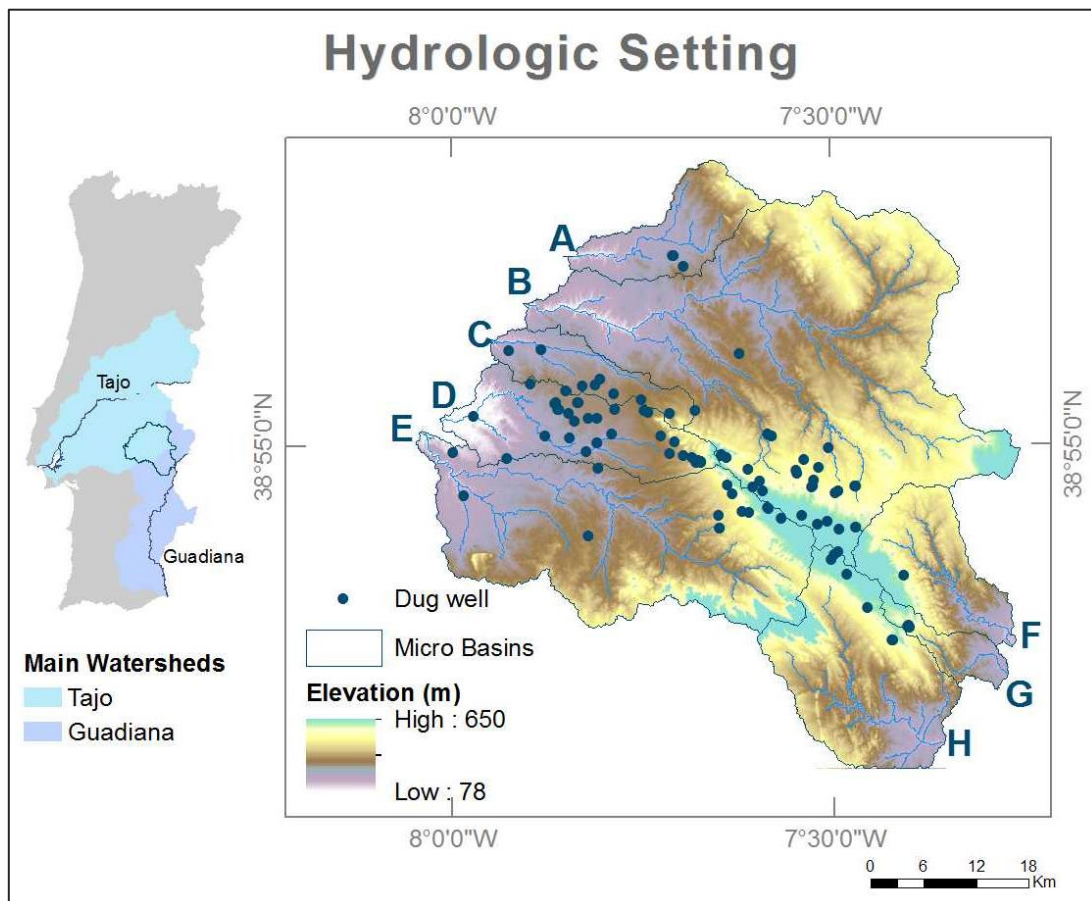 Hydrologic Setting
8°0'0"W
7°30'0"W
A
B
C
D
E
38°55'0"N
38°55'0"N
Tajo
Guadiana
Main Watersheds
Tajo
Guadiana
Dug well
Micro Basins
Elevation (m)
High : 650
Low : 78
F
G
H
8°0'0"W
7°30'0"W
0 6 12 18
Km